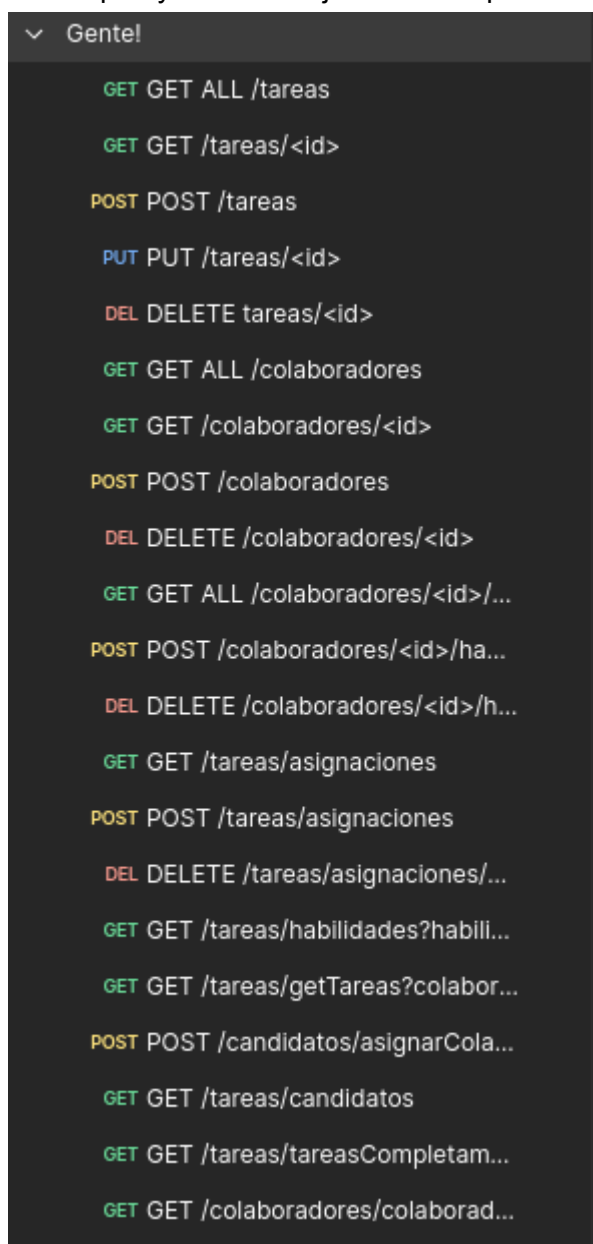 Gente!
GET GET ALL /tareas
GET GET /tareas/<id>
POST POST /tareas
PUT PUT /tareas/<id>
DEL DELETE tareas/<id>
GET GET ALL /colaboradores
GET GET /colaboradores/<id>
POST POST /colaboradores
DEL DELETE /colaboradores/<id>
GET GET ALL /colaboradores/<id>/...
POST POST /colaboradores/<id>/ha...
DEL DELETE /colaboradores/<id>/h...
GET GET /tareas/asignaciones
POST POST /tareas/asignaciones
DEL DELETE /tareas/asignaciones/...
GET GET /tareas/habilidades?habili...
GET GET /tareas/getTareas?colabor...
POST POST /candidatos/asignarCola...
GET GET /tareas/candidatos
GET GET /tareas/tareasCompletam...
GET GET /colaboradores/colaborad...